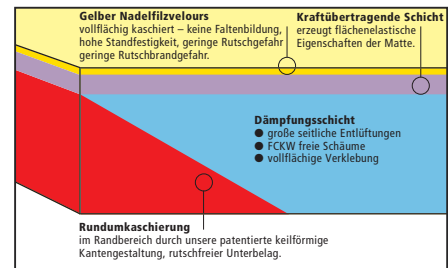 Gelber Nadelfilzvelours
vollflächig kaschiert – keine Faltenbildung,
hohe Standfestigkeit, geringe Rutschgefahr
geringe Rutschbrandgefahr.
Kraftübertragende Schicht
erzeugt flächenelastische
Eigenschaften der Matte.
Dämpfungsschicht
● große seitliche Entlüftungen
● FCKW freie Schäume
● vollflächige Verklebung
Rundumkaschierung
im Randbereich durch unsere patentierte keilförmige
Kantengestaltung, rutschfreier Unterbelag.